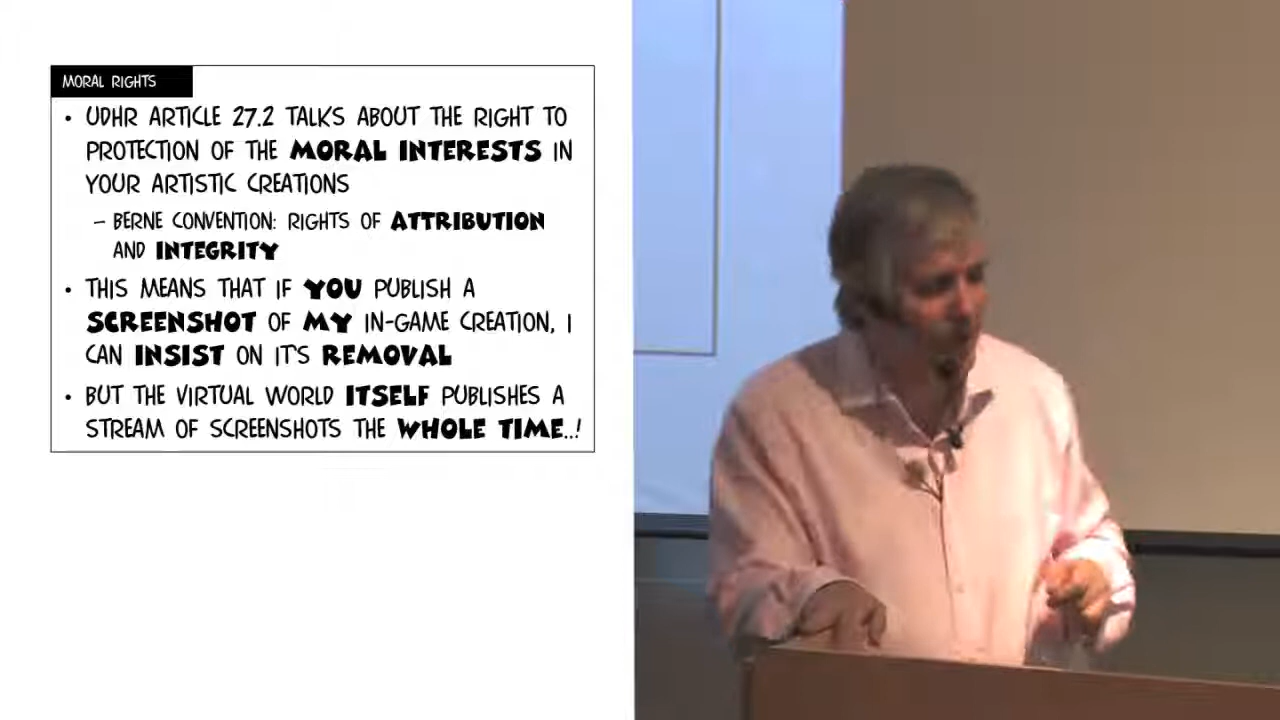 MORAL RIGHTS
• UDHR ARTICLE 27.2 TALKS ABOUT THE RIGHT TO
PROTECTION OF THE MORAL INTERESTS IN
YOUR ARTISTIC CREATIONS
– BERNE CONVENTION: RIGHTS OF ATTRIBUTION
AND INTEGRITY
• THIS MEANS THAT IF YOU PUBLISH A
SCREENSHOT OF MY IN-GAME CREATION, I
CAN INSIST ON IT'S REMOVAL
• BUT THE VIRTUAL WORLD ITSELF PUBLISHES A
STREAM OF SCREENSHOTS THE WHOLE TIME..!